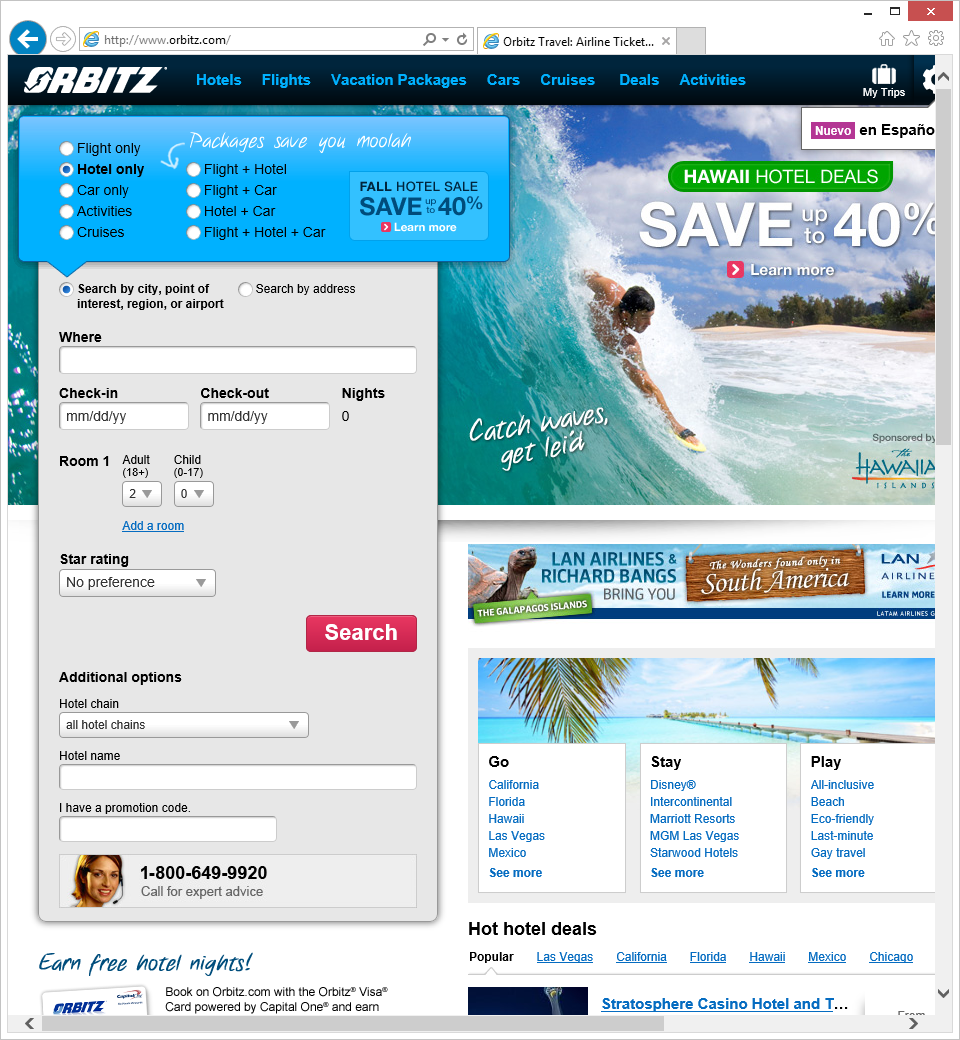 http://www.orbitz.com/
Orbitz Travel: Airline Ticket...
ORBITZ
Hotels Flights Vacation Packages Cars Cruises Deals Activities
My Trips
Nuevo en Españo
Packages save you moolah
Flight only
Hotel only
Car only
Activities
Cruises
Flight + Hotel
Flight + Car
Hotel + Car
Flight + Hotel + Car
FALL HOTEL SALE
SAVE up to 40%
Learn more
HAWAII HOTEL DEALS
SAVE up to 40%
Learn more
Search by city, point of
interest, region, or airport
Search by address
Where
Check-in Check-out Nights
mm/dd/yy mm/dd/yy 0
Room 1
Adult
(18+)
Child
(0-17)
2 0
Add a room
Star rating
No preference
Search
Additional options
Hotel chain
all hotel chains
Hotel name
I have a promotion code.
1-800-649-9920
Call for expert advice
Catch waves,
get lei'd
Sponsored by
The
HAWAIIA
ISLANDS
LAN AIRLINES &
RICHARD BANGS
BRING YOU
THE GALAPAGOS ISLANDS
The Wonders found only in
South America
LAN
AIRLINE
LEARN MORE
LATAM AIRLINES G
Go
California
Florida
Hawaii
Las Vegas
Mexico
See more
Stay
Disney®
Intercontinental
Marriott Resorts
MGM Las Vegas
Starwood Hotels
See more
Play
All-inclusive
Beach
Eco-friendly
Last-minute
Gay travel
See more
Hot hotel deals
Popular Las Vegas California Florida Hawaii Mexico Chicago
Stratosphere Casino Hotel and T...
From
Earn free hotel nights!
ORBITZ
Capital One
Book on Orbitz.com with the Orbitz® Visa®
Card powered by Capital One® and earn